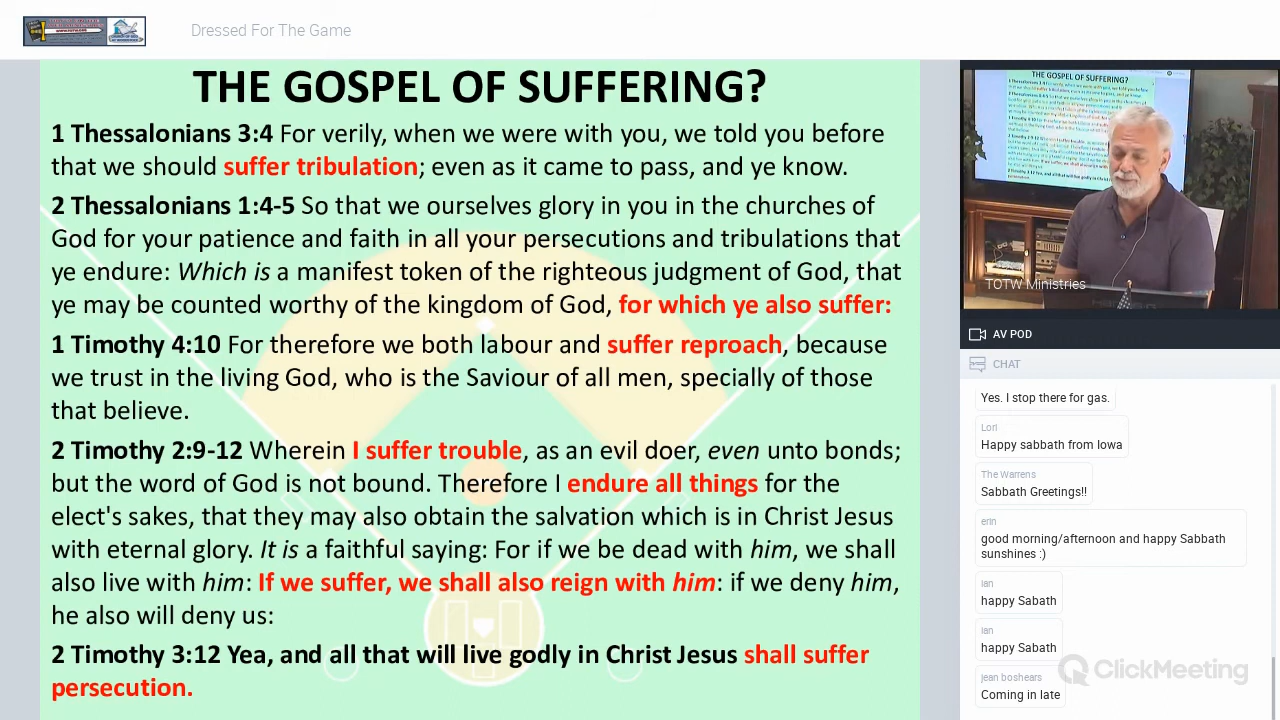 Dressed For The Game
THE GOSPEL OF SUFFERING?
1 Thessalonians 3:4 For verily, when we were with you, we told you before
that we should suffer tribulation; even as it came to pass, and ye know.
2 Thessalonians 1:4-5 So that we ourselves glory in you in the churches of
God for your patience and faith in all your persecutions and tribulations that
ye endure: Which is a manifest token of the righteous judgment of God, that
ye may be counted worthy of the kingdom of God, for which ye also suffer:
1 Timothy 4:10 For therefore we both labour and suffer reproach, because
we trust in the living God, who is the Saviour of all men, specially of those
that believe.
2 Timothy 2:9-12 Wherein I suffer trouble, as an evil doer, even unto bonds;
but the word of God is not bound. Therefore I endure all things for the
elect's sakes, that they may also obtain the salvation which is in Christ Jesus
with eternal glory. It is a faithful saying: For if we be dead with him, we shall
also live with him: If we suffer, we shall also reign with him: if we deny him,
he also will deny us:
2 Timothy 3:12 Yea, and all that will live godly in Christ Jesus shall suffer
persecution.
THE GOSPEL OF SUFFERING?
TOTW Ministries
AV POD
CHAT
Yes. I stop there for gas.
Lori
Happy sabbath from Iowa
The Warrens
Sabbath Greetings!!
erin
good morning/afternoon and happy Sabbath
sunshines :)
ian
happy Sabath
ian
happy Sabath
jean boshears
Coming in late
ClickMeeting